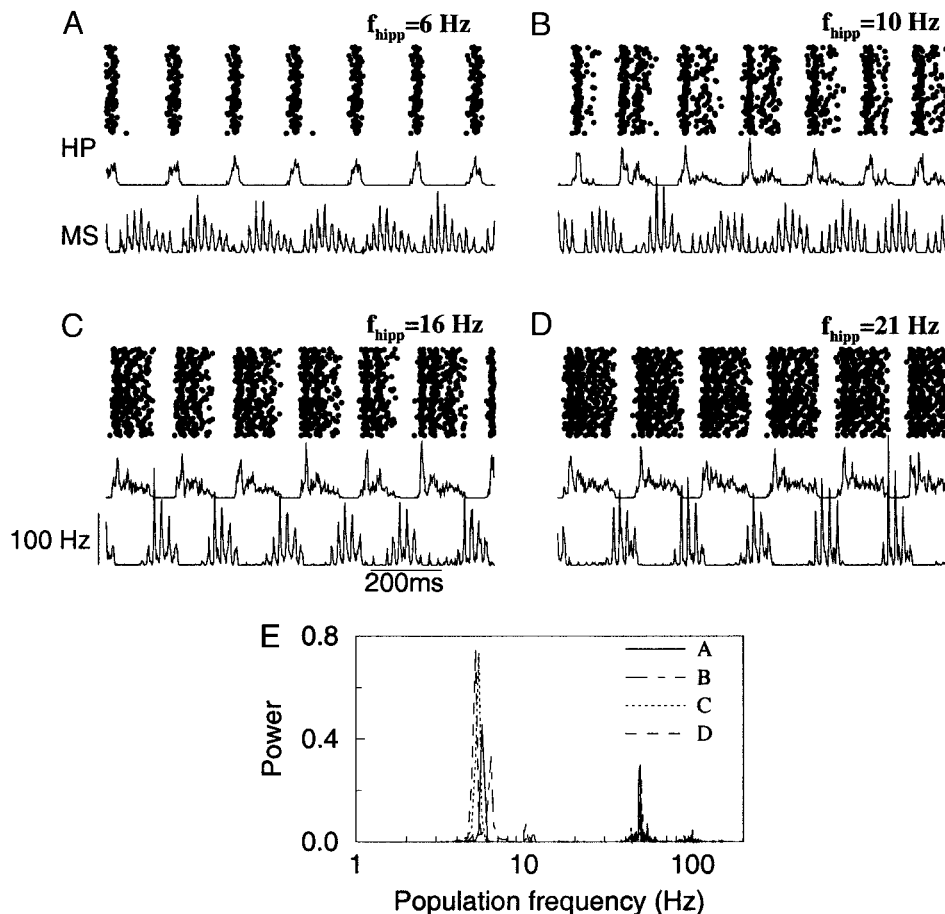 A
f_hipp=6 Hz
B
f_hipp=10 Hz
HP
MS
C
f_hipp=16 Hz
D
f_hipp=21 Hz
100 Hz
200ms
E
0.8
A
B
C
D
Power
0.4
0.0
1
10
100
Population frequency (Hz)